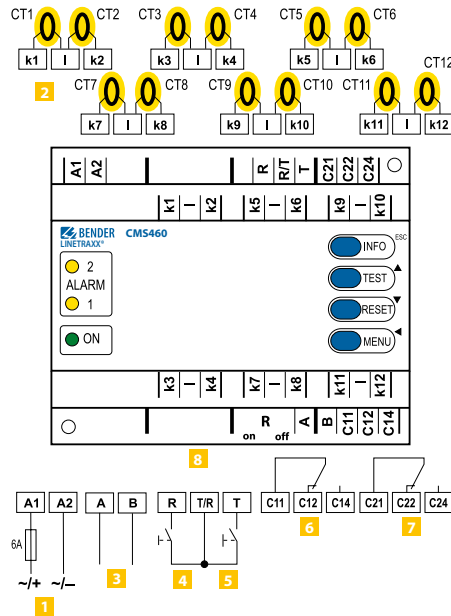 CT1 CT2 CT3 CT4 CT5 CT6
k1 l k2 k3 l k4 k5 l k6
2 CT7 CT8 CT9 CT10 CT11 CT12
k7 l k8 k9 l k10 k11 l k12
A1 A2 R R/T T C21 C22 C24
k1 l k2 k5 l k6 k9 l k10
BENDER CMS460
LINETRAXX®
INFO ESC
2
ALARM
1
TEST
RESET
ON
MENU
k3 l k4 k7 l k8 k11 l k12
R A B C11 C12 C14
on off
8
A1 A2 A B R T/R T C11 C12 C14 C21 C22 C24
6 7
6A
3 4 5
~/+ ~/–
1